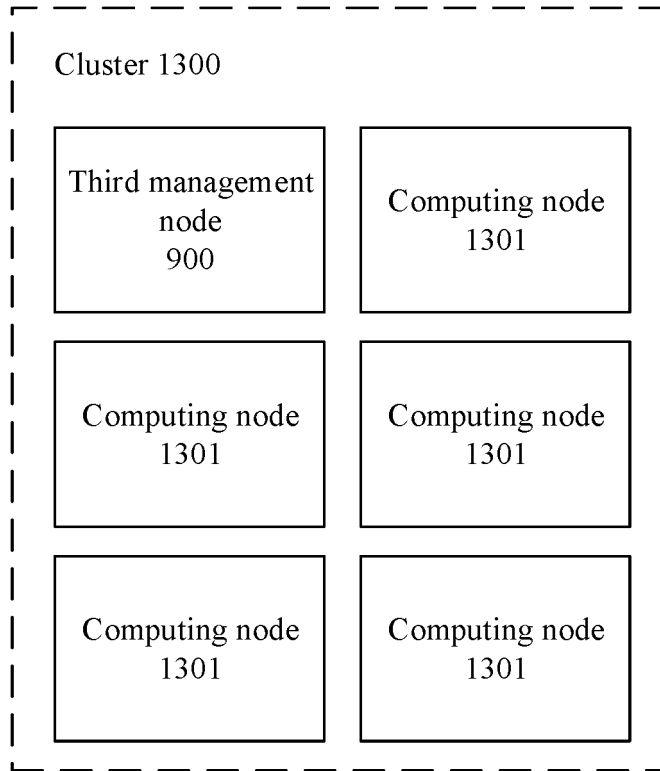 Cluster 1300
Third management
node
900
Computing node
1301
Computing node
1301
Computing node
1301
Computing node
1301
Computing node
1301